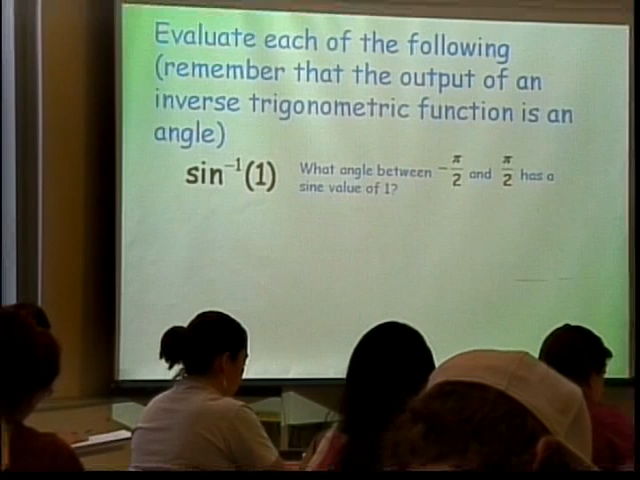 Evaluate each of the following
(remember that the output of an
inverse trigonometric function is an
angle)
sin⁻¹(1) What angle between -π/2 and π/2 has a
sine value of 1?